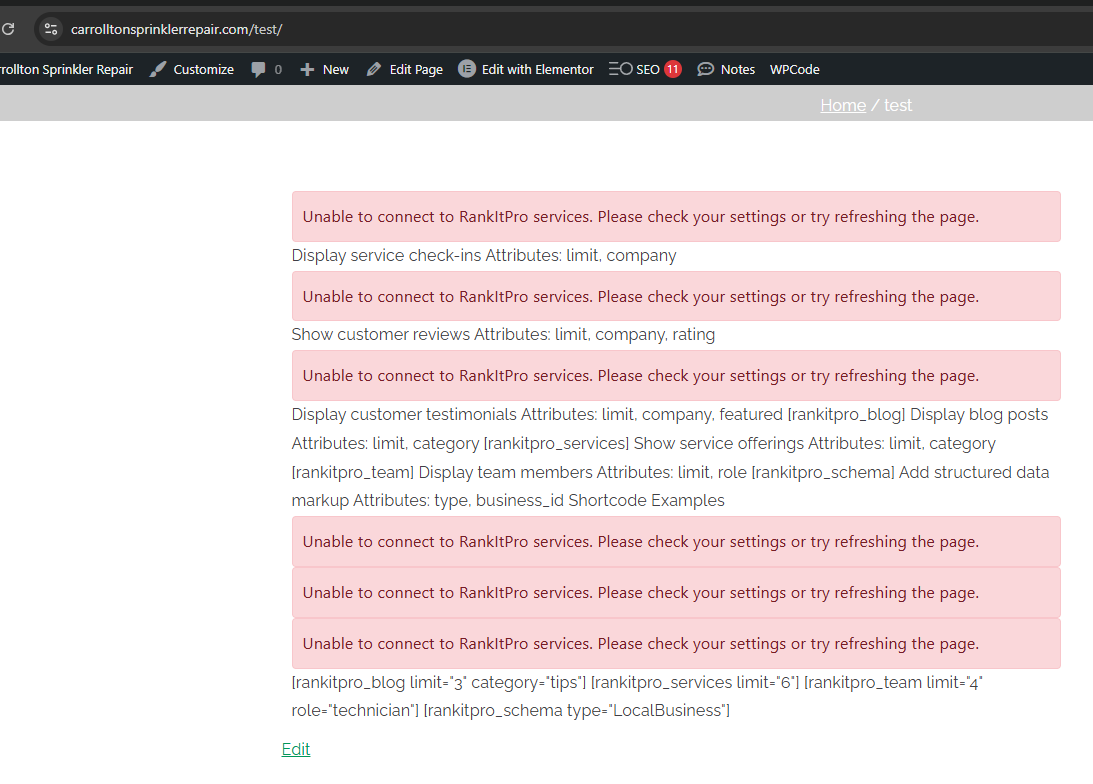 carrolltonsprinklerrepair.com/test/
rrollton Sprinkler Repair Customize 0 New Edit Page Edit with Elementor SEO 11 Notes WPCode
Home / test
Unable to connect to RankItPro services. Please check your settings or try refreshing the page.
Display service check-ins Attributes: limit, company
Unable to connect to RankItPro services. Please check your settings or try refreshing the page.
Show customer reviews Attributes: limit, company, rating
Unable to connect to RankItPro services. Please check your settings or try refreshing the page.
Display customer testimonials Attributes: limit, company, featured [rankitpro_blog] Display blog posts
Attributes: limit, category [rankitpro_services] Show service offerings Attributes: limit, category
[rankitpro_team] Display team members Attributes: limit, role [rankitpro_schema] Add structured data
markup Attributes: type, business_id Shortcode Examples
Unable to connect to RankItPro services. Please check your settings or try refreshing the page.
Unable to connect to RankItPro services. Please check your settings or try refreshing the page.
Unable to connect to RankItPro services. Please check your settings or try refreshing the page.
[rankitpro_blog limit="3" category="tips"] [rankitpro_services limit="6"] [rankitpro_team limit="4"
role="technician"] [rankitpro_schema type="LocalBusiness"]
Edit